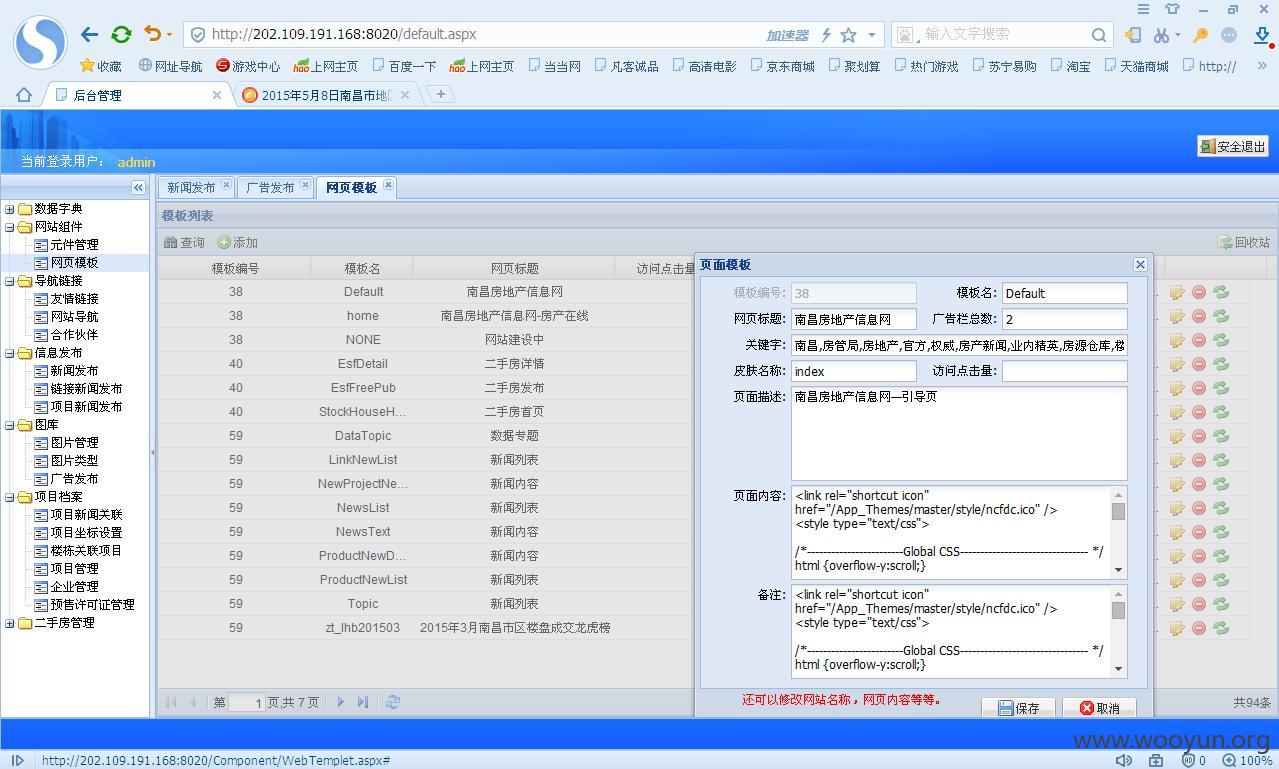 http://202.109.191.168:8020/default.aspx
加速器
输入文字搜索
收藏 网址导航 游戏中心 上网主页 百度一下 上网主页 当当网 凡客诚品 高清电影 京东商城 聚划算 热门游戏 苏宁易购 淘宝 天猫商城 http://
后台管理
2015年5月8日南昌市地
当前登录用户： admin
安全退出
数据字典
网站组件
元件管理
网页模板
导航链接
友情链接
网站导航
合作伙伴
信息发布
新闻发布
链接新闻发布
项目新闻发布
图库
图片管理
图片类型
广告发布
项目档案
项目新闻关联
项目坐标设置
楼栋关联项目
项目管理
企业管理
预售许可证管理
二手房管理
新闻发布 广告发布 网页模板
模板列表
查询 添加 回收站
模板编号 模板名 网页标题 访问点击量
38 Default 南昌房地产信息网
38 home 南昌房地产信息网-房产在线
38 NONE 网站建设中
40 EsfDetail 二手房详情
40 EsfFreePub 二手房发布
40 StockHouseH... 二手房首页
59 DataTopic 数据专题
59 LinkNewList 新闻列表
59 NewProjectNe... 新闻内容
59 NewsList 新闻列表
59 NewsText 新闻内容
59 ProductNewD... 新闻内容
59 ProductNewList 新闻列表
59 Topic 新闻列表
59 zt_lhb201503 2015年3月南昌市区楼盘成交龙虎榜
第 1 页,共 7 页
共94条
页面模板
模板编号: 38 模板名: Default
网页标题: 南昌房地产信息网 广告栏总数: 2
关键字: 南昌,房管局,房地产,官方,权威,房产新闻,业内精英,房源仓库,
皮肤名称: index 访问点击量:
页面描述: 南昌房地产信息网—引导页
页面内容: <link rel="shortcut icon"
href="/App_Themes/master/style/ncfdc.ico" />
<style type="text/css">
/*------------------------Global CSS-------------------------------- */
html {overflow-y:scroll;}
备注: <link rel="shortcut icon"
href="/App_Themes/master/style/ncfdc.ico" />
<style type="text/css">
/*------------------------Global CSS-------------------------------- */
html {overflow-y:scroll;}
还可以修改网站名称，网页内容等等。
保存 取消
www.wooyun.org
http://202.109.191.168:8020/Component/WebTemplet.aspx#
0 100%